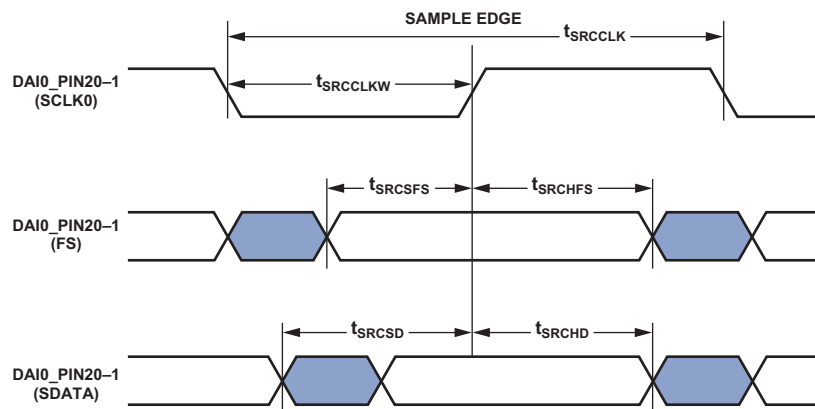 SAMPLE EDGE
tSRCCLK
DAI0_PIN20–1
(SCLK0)
tSRCCLKW
DAI0_PIN20–1
(FS)
tSRCSFS
tSRCHFS
DAI0_PIN20–1
(SDATA)
tSRCSD
tSRCHD